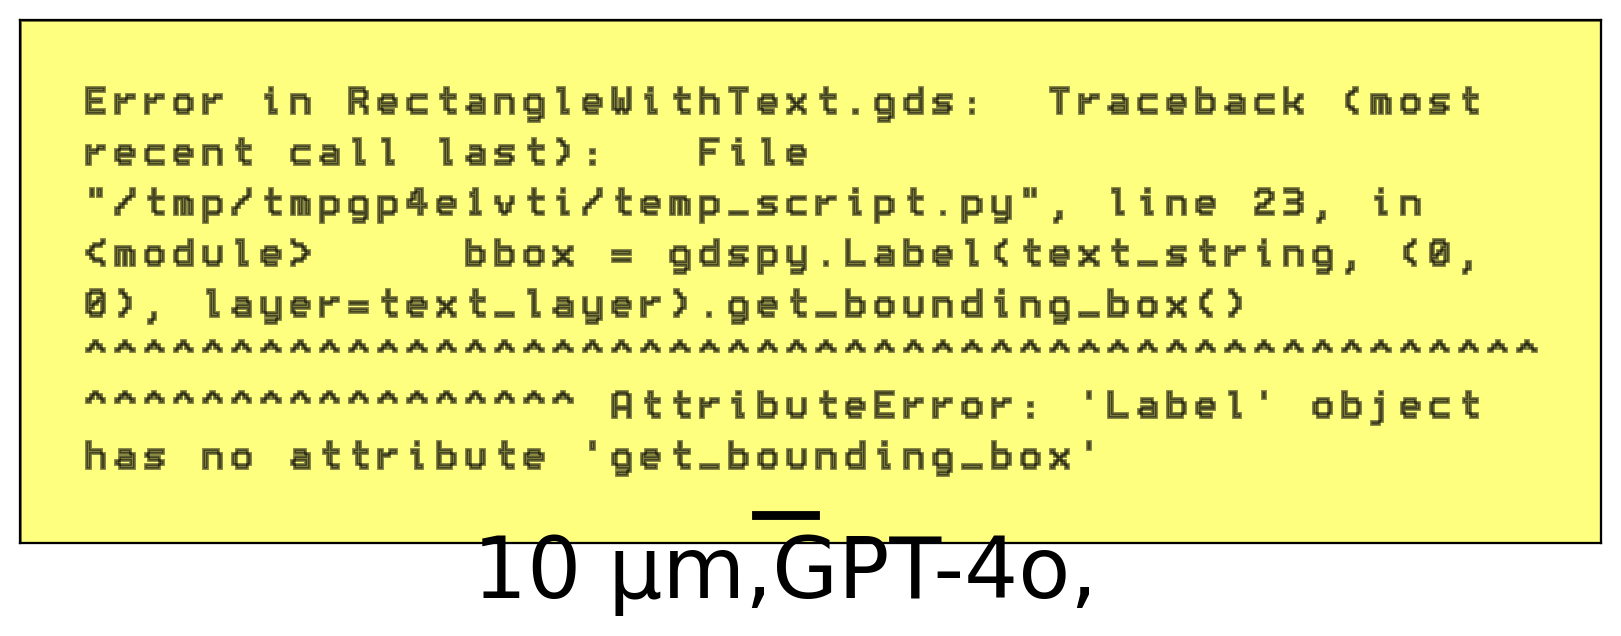 Error in RectangleWithText.gds:  Traceback (most
recent call last):   File
"/tmp/tmpgp4e1vti/temp_script.py", line 23, in
<module>     bbox = gdspy.Label(text_string, (0,
0), layer=text_layer).get_bounding_box()
^^^^^^^^^^^^^^^^^^^^^^^^^^^^^^^^^^^^^^^^^^^^^^^^^^
^^^^^^^^^^^^^^^^^ AttributeError: 'Label' object
has no attribute 'get_bounding_box'
10 μm,GPT-4o,